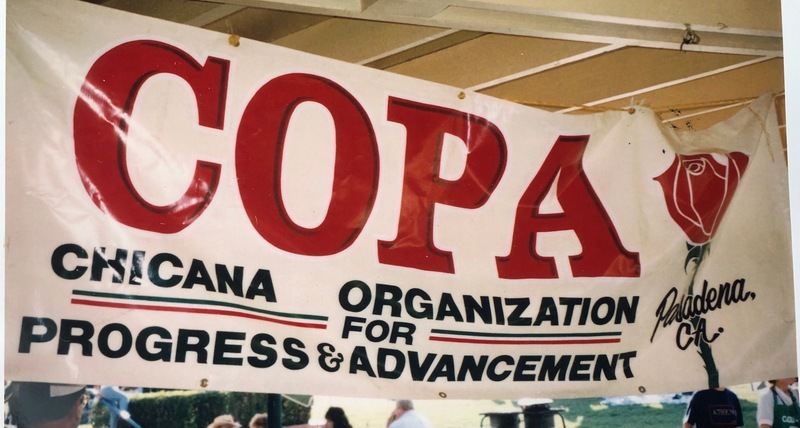 COPA
CHICANA ORGANIZATION
FOR
PROGRESS & ADVANCEMENT
Pasadena,
CA.